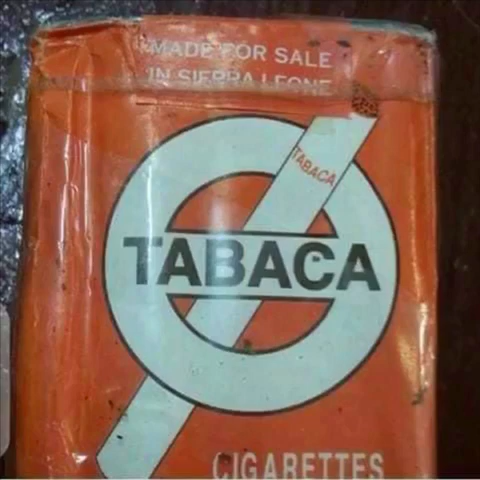 MADE FOR SALE
IN SIERRA LEONE
TABACA
TABACA
CIGARETTES